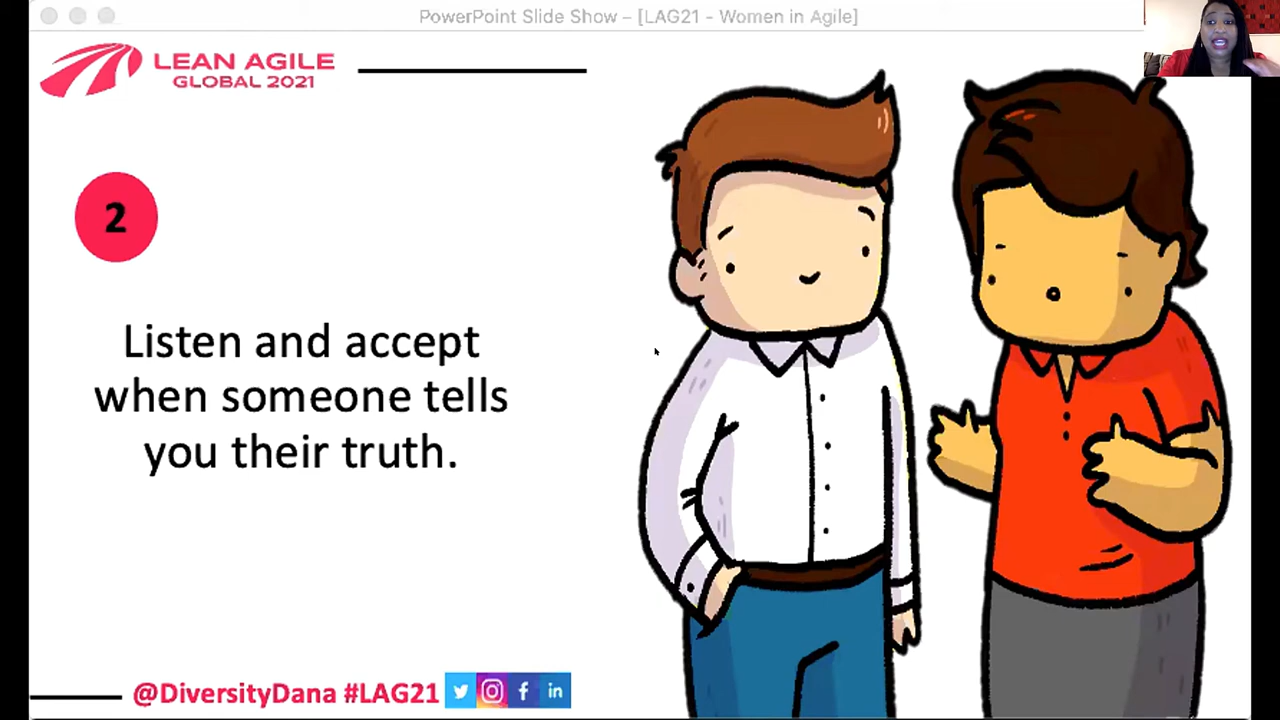 PowerPoint Slide Show – [LAG21 - Women in Agile]
LEAN AGILE
GLOBAL 2021
2
Listen and accept
when someone tells
you their truth.
@DiversityDana #LAG21